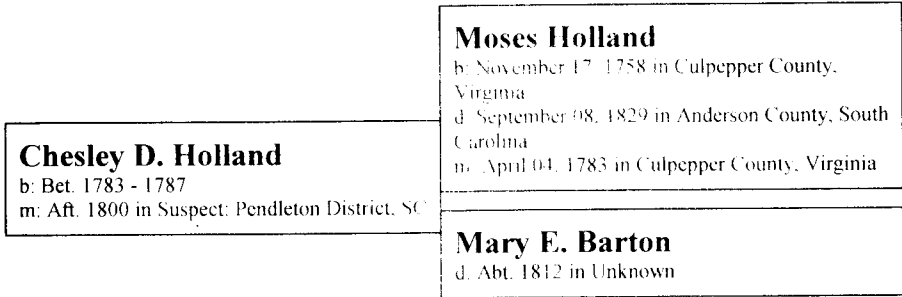 Moses Holland
b: November 17, 1758 in Culpepper County,
Virginia
d: September 08, 1829 in Anderson County, South
Carolina
m: April 04, 1783 in Culpepper County, Virginia
Chesley D. Holland
b: Bet. 1783 - 1787
m: Aft. 1800 in Suspect: Pendleton District, SC
Mary E. Barton
d: Abt. 1812 in Unknown